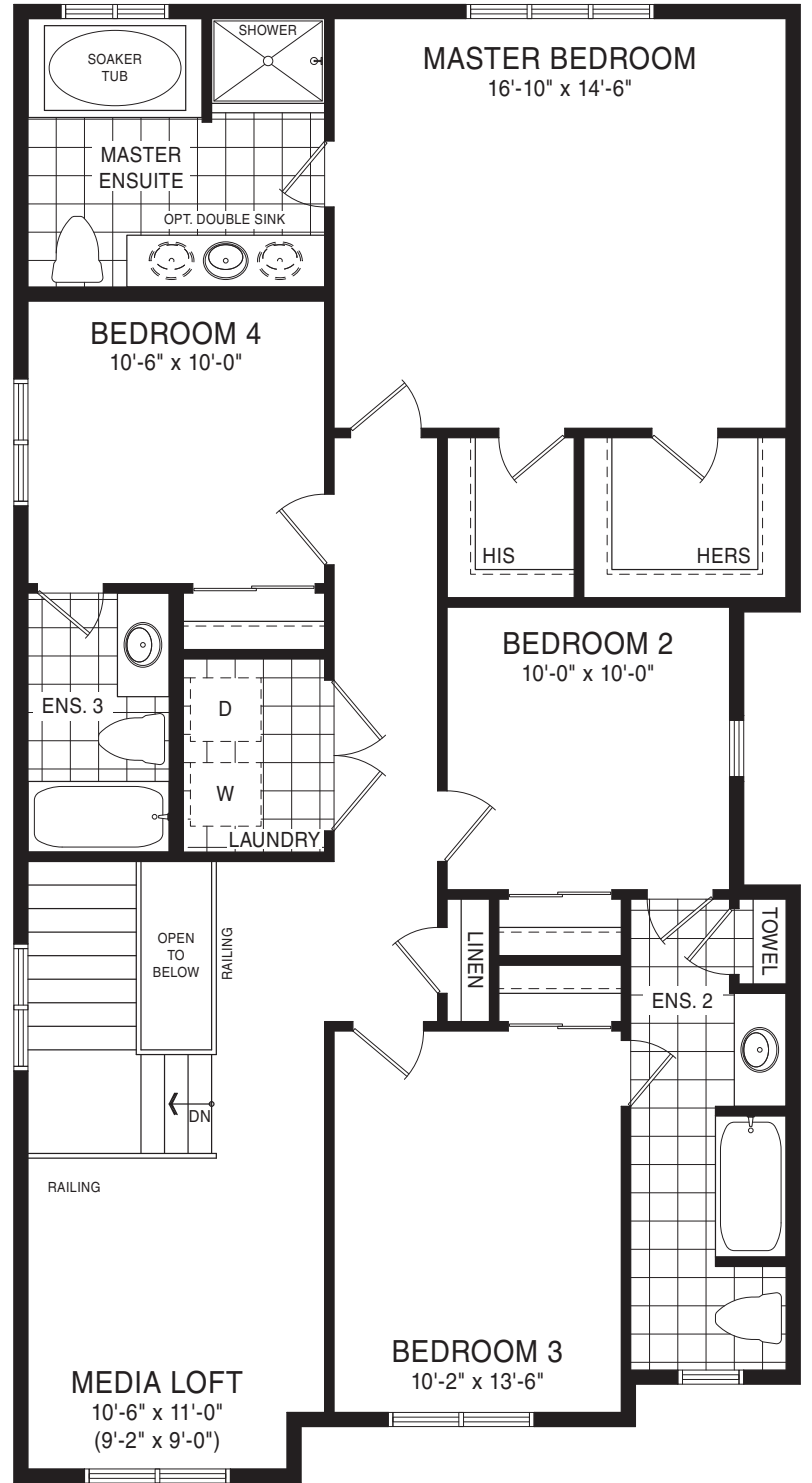 SHOWER
SOAKER
TUB
MASTER BEDROOM
16'-10" x 14'-6"
MASTER
ENSUITE
OPT. DOUBLE SINK
BEDROOM 4
10'-6" x 10'-0"
HIS
HERS
BEDROOM 2
10'-0" x 10'-0"
ENS. 3
D
W
LAUNDRY
OPEN
TO
BELOW
RAILING
LINEN
TOWEL
ENS. 2
DN
RAILING
BEDROOM 3
10'-2" x 13'-6"
MEDIA LOFT
10'-6" x 11'-0"
(9'-2" x 9'-0")